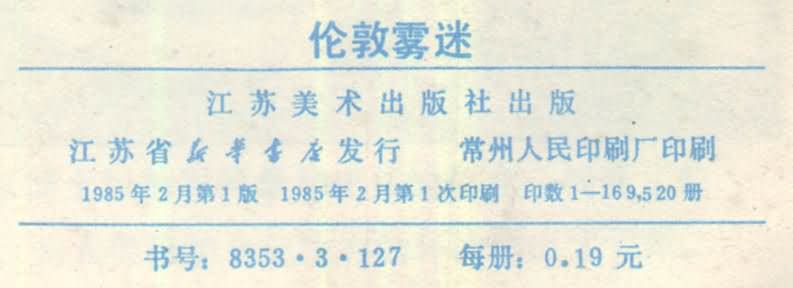 伦敦雾迷
江苏美术出版社出版
江苏省新华书店发行 常州人民印刷厂印刷
1985年2月第1版 1985年2月第1次印刷 印数1—169,520册
书号：8353·3·127 每册：0.19元